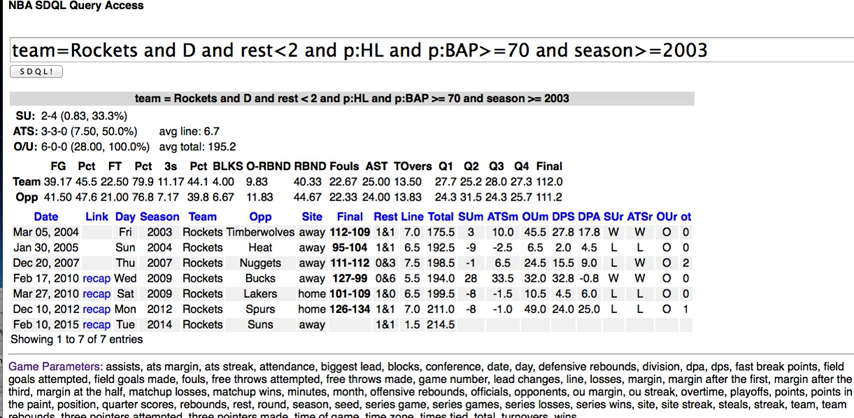 NBA SDQL Query Access
team=Rockets and D and rest<2 and p:HL and p:BAP>=70 and season>=2003
SDQL!
team = Rockets and D and rest < 2 and p:HL and p:BAP >= 70 and season >= 2003
SU: 2-4 (0.83, 33.3%)
ATS: 3-3-0 (7.50, 50.0%) avg line: 6.7
O/U: 6-0-0 (28.00, 100.0%) avg total: 195.2
FG Pct FT Pct 3s Pct BLKS O-RBND RBND Fouls AST TOvers Q1 Q2 Q3 Q4 Final
Team 39.17 45.5 22.50 79.9 11.17 44.1 4.00 9.83 40.33 22.67 25.00 13.50 27.7 25.2 28.0 27.3 112.0
Opp 41.50 47.6 21.00 76.8 7.17 39.8 6.67 11.83 44.67 22.33 24.00 13.83 24.3 31.5 24.3 25.7 111.2
Date Link Day Season Team Opp Site Final Rest Line Total SUm ATSm OUm DPS DPA SUr ATSr OUr ot
Mar 05, 2004 Fri 2003 Rockets Timberwolves away 112-109 1&1 7.0 175.5 3 10.0 45.5 27.8 17.8 W W O 0
Jan 30, 2005 Sun 2004 Rockets Heat away 95-104 1&1 6.5 192.5 -9 -2.5 6.5 2.0 4.5 L L O 0
Dec 20, 2007 Thu 2007 Rockets Nuggets away 111-112 0&3 7.5 198.5 -1 6.5 24.5 15.5 9.0 L W O 2
Feb 17, 2010 recap Wed 2009 Rockets Bucks away 127-99 0&6 5.5 194.0 28 33.5 32.0 32.8 -0.8 W W O 0
Mar 27, 2010 recap Sat 2009 Rockets Lakers home 101-109 1&0 6.5 199.5 -8 -1.5 10.5 4.5 6.0 L L O 0
Dec 10, 2012 recap Mon 2012 Rockets Spurs home 126-134 1&1 7.0 211.0 -8 -1.0 49.0 24.0 25.0 L L O 1
Feb 10, 2015 recap Tue 2014 Rockets Suns away 1&1 1.5 214.5
Showing 1 to 7 of 7 entries
Game Parameters: assists, ats margin, ats streak, attendance, biggest lead, blocks, conference, date, day, defensive rebounds, division, dpa, dps, fast break points, field
goals attempted, field goals made, fouls, free throws attempted, free throws made, game number, lead changes, line, losses, margin, margin after the first, margin after the
third, margin at the half, matchup losses, matchup wins, minutes, month, offensive rebounds, officials, opponents, ou margin, ou streak, overtime, playoffs, points, points in
the paint, position, quarter scores, rebounds, rest, round, season, seed, series game, series games, series losses, series wins, site, site streak, steals, streak, team, team
rebounds, three pointers attempted, three pointers made, time zone, times tied, total, turnovers, wins